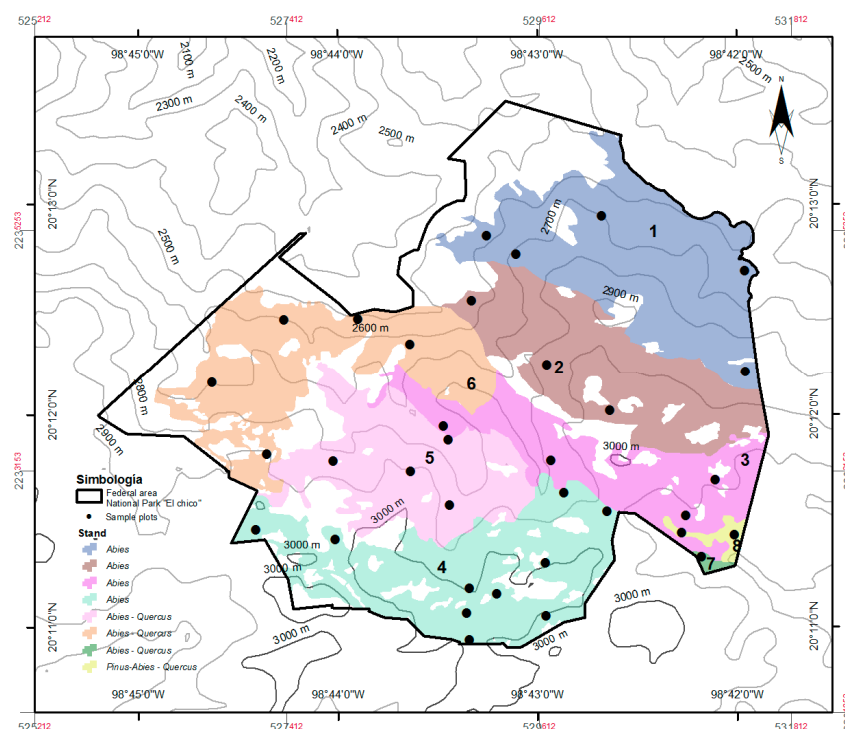 525212
527412
529612
531812
98°45'0"W
98°44'0"W
98°43'0"W
98°42'0"W
2100 m
2200 m
2500 m
2300 m
2400 m
2400 m
2500 m
N
S
20°13'0"N
20°13'0"N
2235253
2700 m
1
2500 m
2900 m
2600 m
2
2800 m
6
20°12'0"N
20°12'0"N
2900 m
3000 m
3
5
2233153
Simbología
Federal area
National Park "El chico"
Sample plots
3000 m
Stand
Abies
Abies
Abies
Abies
Abies - Quercus
Abies - Quercus
Abies - Quercus
Pinus-Abies - Quercus
3000 m
3000 m
4
8
7
3000 m
3000 m
3000 m
20°11'0"N
20°11'0"N
98°45'0"W
98°44'0"W
98°43'0"W
98°42'0"W
525212
527412
529612
531812